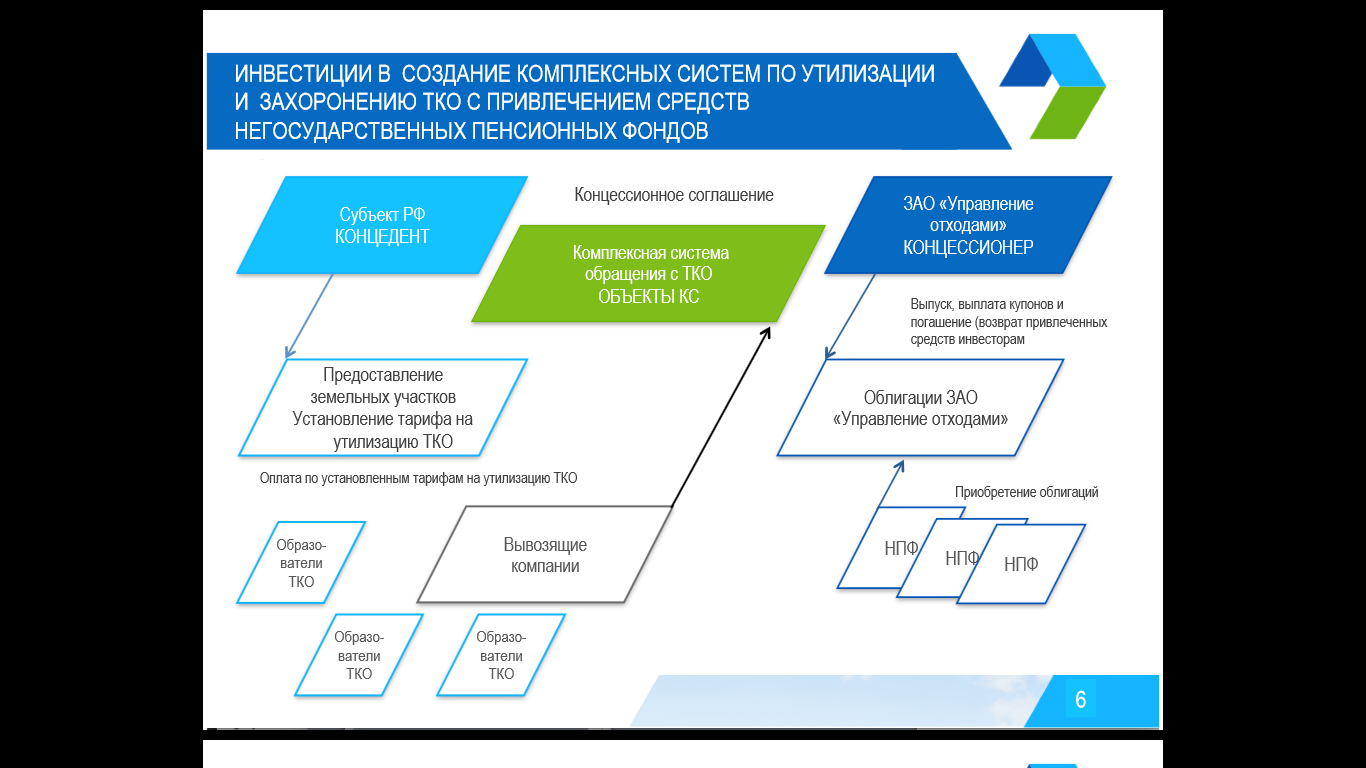 ИНВЕСТИЦИИ В СОЗДАНИЕ КОМПЛЕКСНЫХ СИСТЕМ ПО УТИЛИЗАЦИИ
И ЗАХОРОНЕНИЮ ТКО С ПРИВЛЕЧЕНИЕМ СРЕДСТВ
НЕГОСУДАРСТВЕННЫХ ПЕНСИОННЫХ ФОНДОВ
Субъект РФ
КОНЦЕДЕНТ
Концессионное соглашение
Комплексная система
обращения с ТКО
ОБЪЕКТЫ КС
ЗАО «Управление
отходами»
КОНЦЕССИОНЕР
Выпуск, выплата купонов и
погашение (возврат привлеченных
средств инвесторам
Предоставление
земельных участков
Установление тарифа на
утилизацию ТКО
Облигации ЗАО
«Управление отходами»
Оплата по установленным тарифам на утилизацию ТКО
Приобретение облигаций
Образо-
ватели
ТКО
Вывозящие
компании
НПФ
НПФ
НПФ
Образо-
ватели
ТКО
Образо-
ватели
ТКО
6